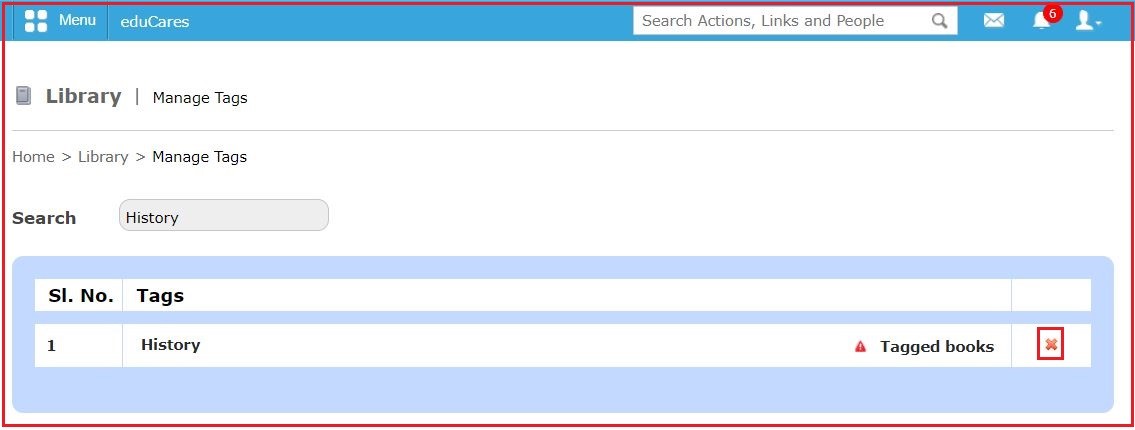 Menu eduCares Search Actions, Links and People 6
Library | Manage Tags
Home > Library > Manage Tags
Search History
Sl. No. Tags
1 History Tagged books